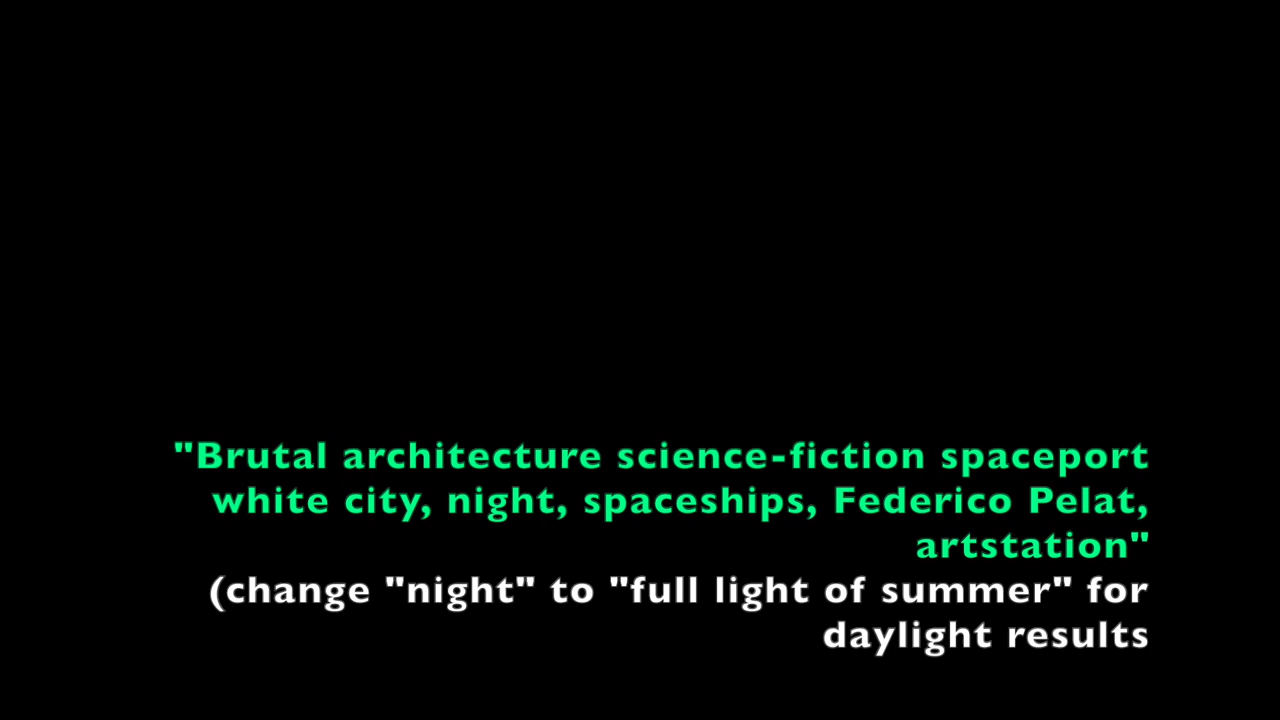 "Brutal architecture science-fiction spaceport
white city, night, spaceships, Federico Pelat,
artstation"
(change "night" to "full light of summer" for
daylight results